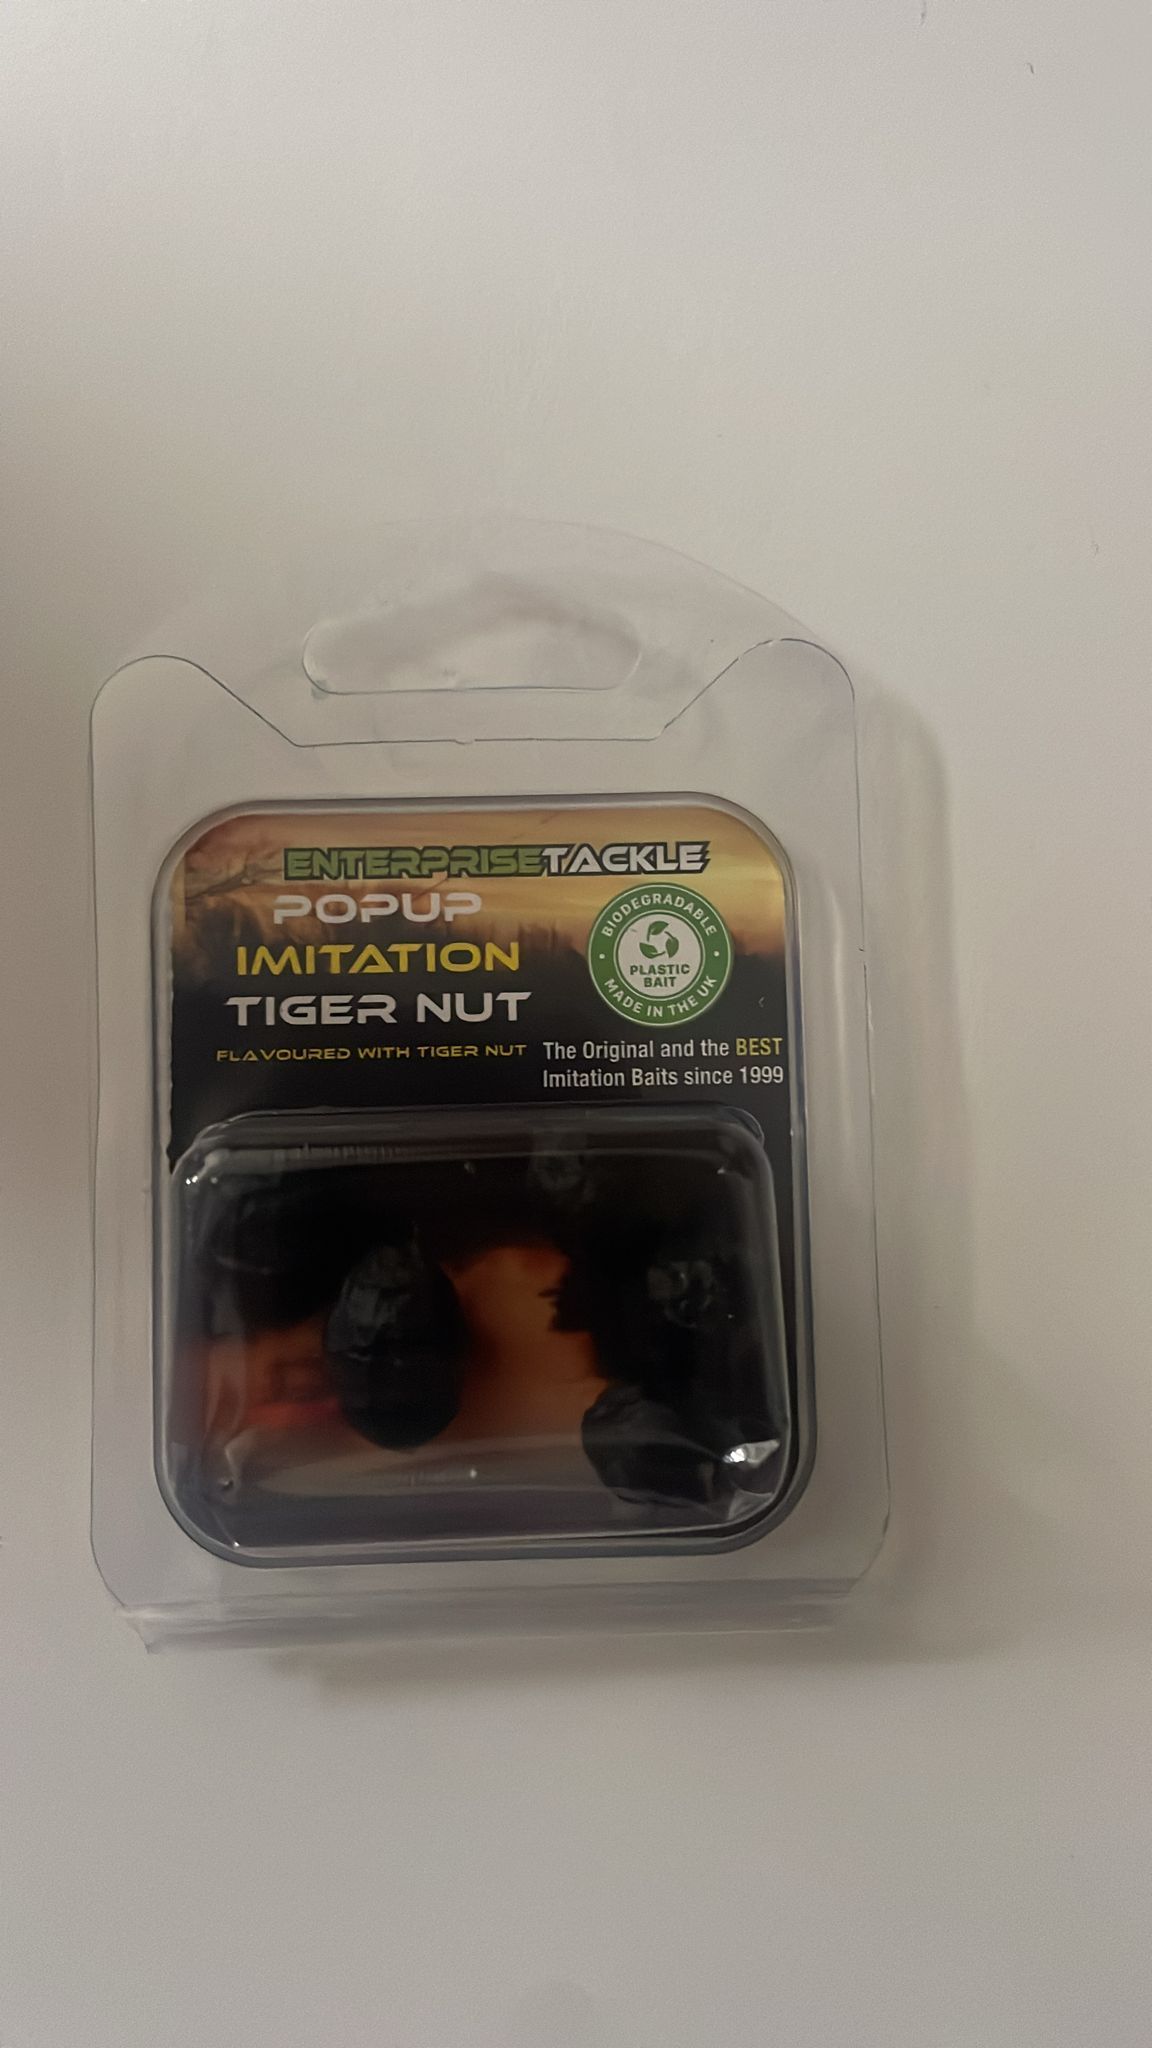 ENTERPRISETACKLE
POPUP
IMITATION
TIGER NUT
FLAVOURED WITH TIGER NUT
BIODEGRADABLE
PLASTIC
BAIT
MADE IN THE UK
The Original and the BEST
Imitation Baits since 1999